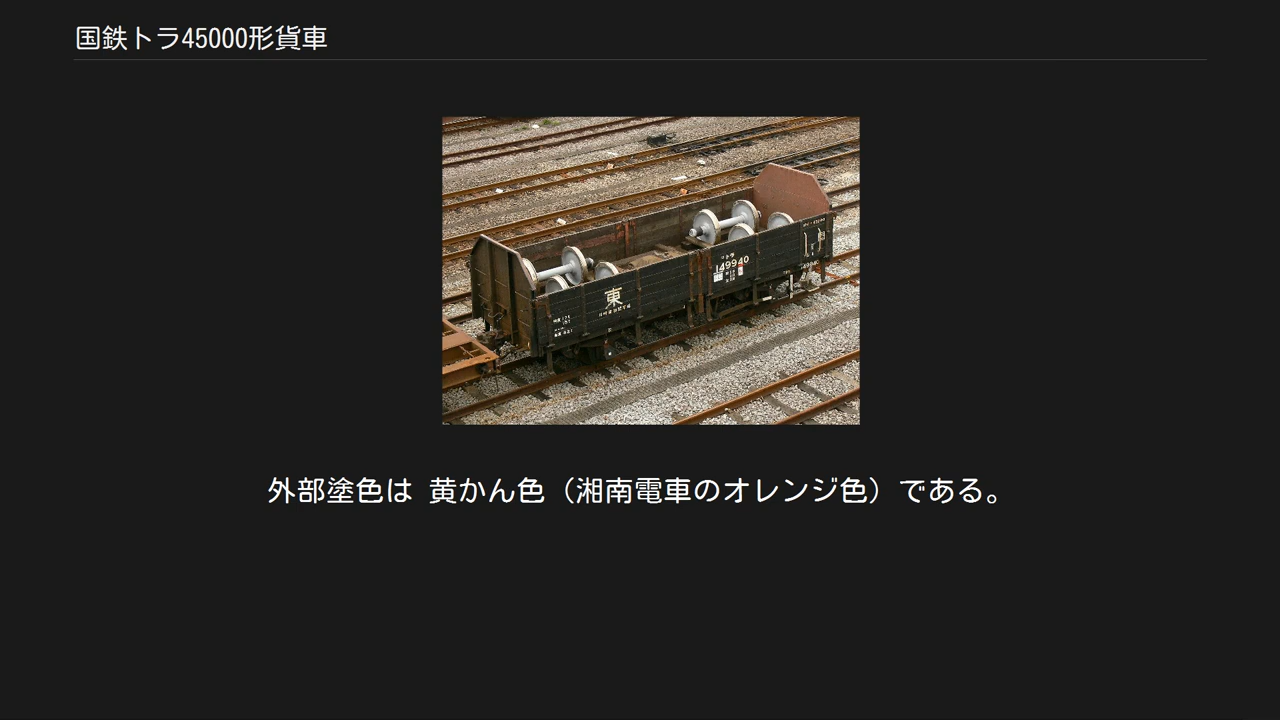 国鉄トラ45000形貨車
東
149940
外部塗色は 黄かん色（湘南電車のオレンジ色）である。